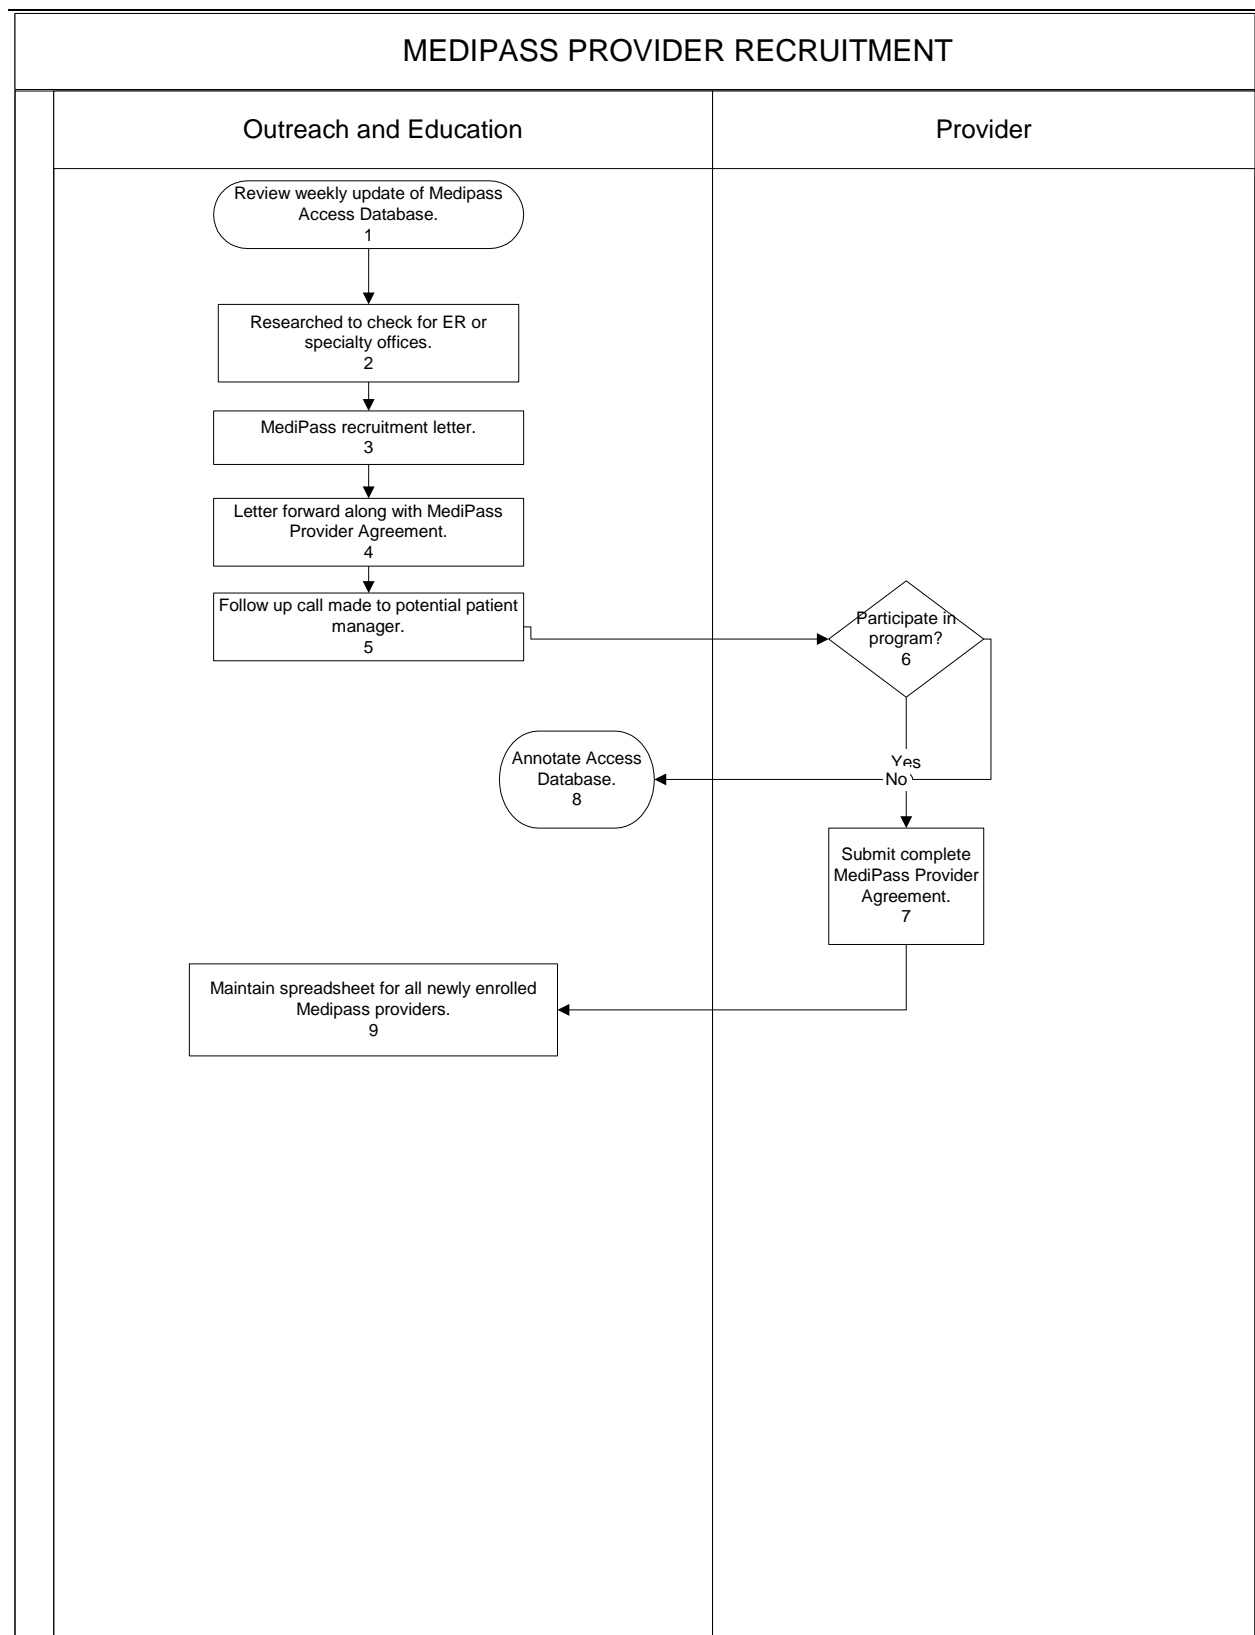 MEDIPASS PROVIDER RECRUITMENT
Outreach and Education
Provider
Review weekly update of Medipass
Access Database.
1
Researched to check for ER or
specialty offices.
2
MediPass recruitment letter.
3
Letter forward along with MediPass
Provider Agreement.
4
Follow up call made to potential patient
manager.
5
Participate in
program?
6
Yes
No
Annotate Access
Database.
8
Submit complete
MediPass Provider
Agreement.
7
Maintain spreadsheet for all newly enrolled
Medipass providers.
9